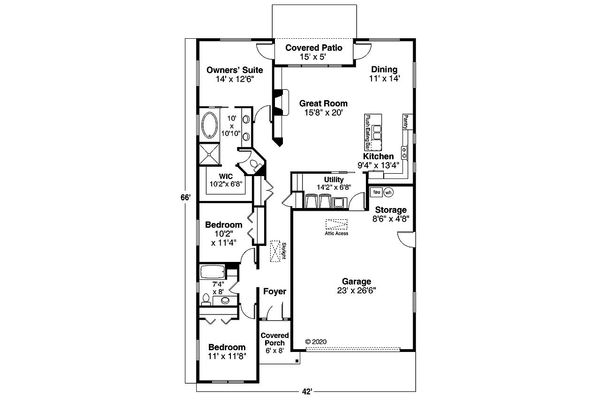 Covered Patio
15' x 5'
Owners' Suite
14' x 12'6"
Dining
11' x 14'
Great Room
15'8" x 20'
10'
x
10'10"
Pantry
Push Eating Bar
Kitchen
9'4" x 13'4"
WIC
10'2" x 6'8"
Utility
14'2" x 6'8"
66'
Storage
8'6" x 4'8"
Bedroom
10'2"
x 11'4"
Attic Acess
Skylight
Garage
23' x 26'6"
7'4"
x 8'
Foyer
Covered
Porch
6' x 8'
©2020
Bedroom
11' x 11'8"
42'